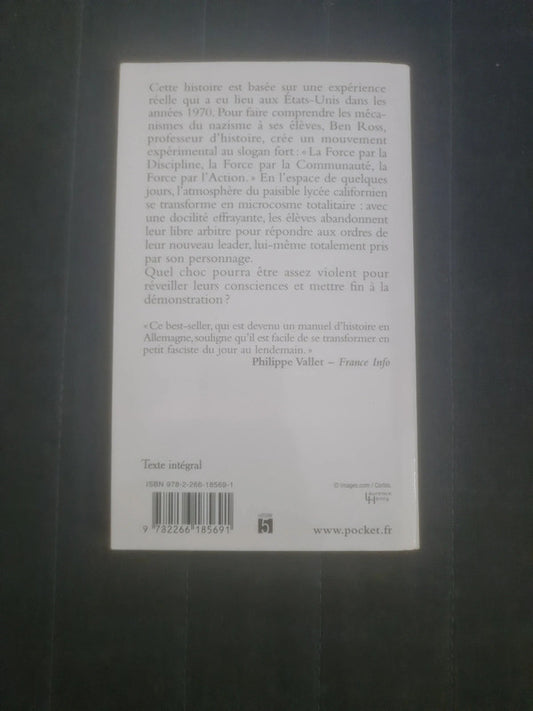 Cette histoire est basée sur une expérience
réelle qui a eu lieu aux États-Unis dans les
années 1970. Pour faire comprendre les méca-
nismes du nazisme à ses élèves, Ben Ross,
professeur d'histoire, crée un mouvement
expérimental au slogan fort : « La Force par la
Discipline, la Force par la Communauté, la
Force par l'Action. » En l'espace de quelques
jours, l'atmosphère du paisible lycée californien
se transforme en microcosme totalitaire : avec
une docilité effrayante, les élèves abandonnent
leur libre arbitre pour répondre aux ordres de
leur nouveau leader, lui-même totalement pris
par son personnage.
Quel choc pourra être assez violent pour
réveiller leurs consciences et mettre fin à la
démonstration ?
« Ce best-seller, qui est devenu un manuel d'histoire en
Allemagne, souligne qu'il est facile de se transformer en
petit fasciste du jour au lendemain. »
Philippe Vallet – France Info
Texte intégral
ISBN 978-2-266-18569-1
© Images.com / Corbis.
9 782266 185691
5
www.pocket.fr